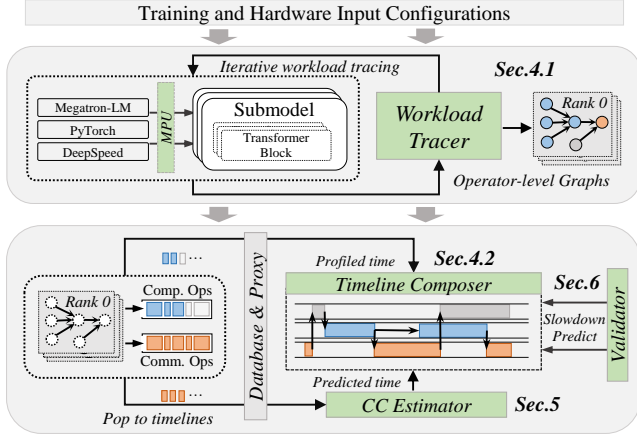 Training and Hardware Input Configurations
Iterative workload tracing
Sec.4.1
Megatron-LM
PyTorch
DeepSpeed
MPU
Submodel
Transformer
Block
Workload
Tracer
Rank 0
Operator-level Graphs
Rank 0
Comp. Ops
Comm. Ops
...
...
Pop to timelines
Database & Proxy
Profiled time
Sec.4.2
Timeline Composer
Sec.6
Slowdown
Predict
Validator
Predicted time
CC Estimator
Sec.5